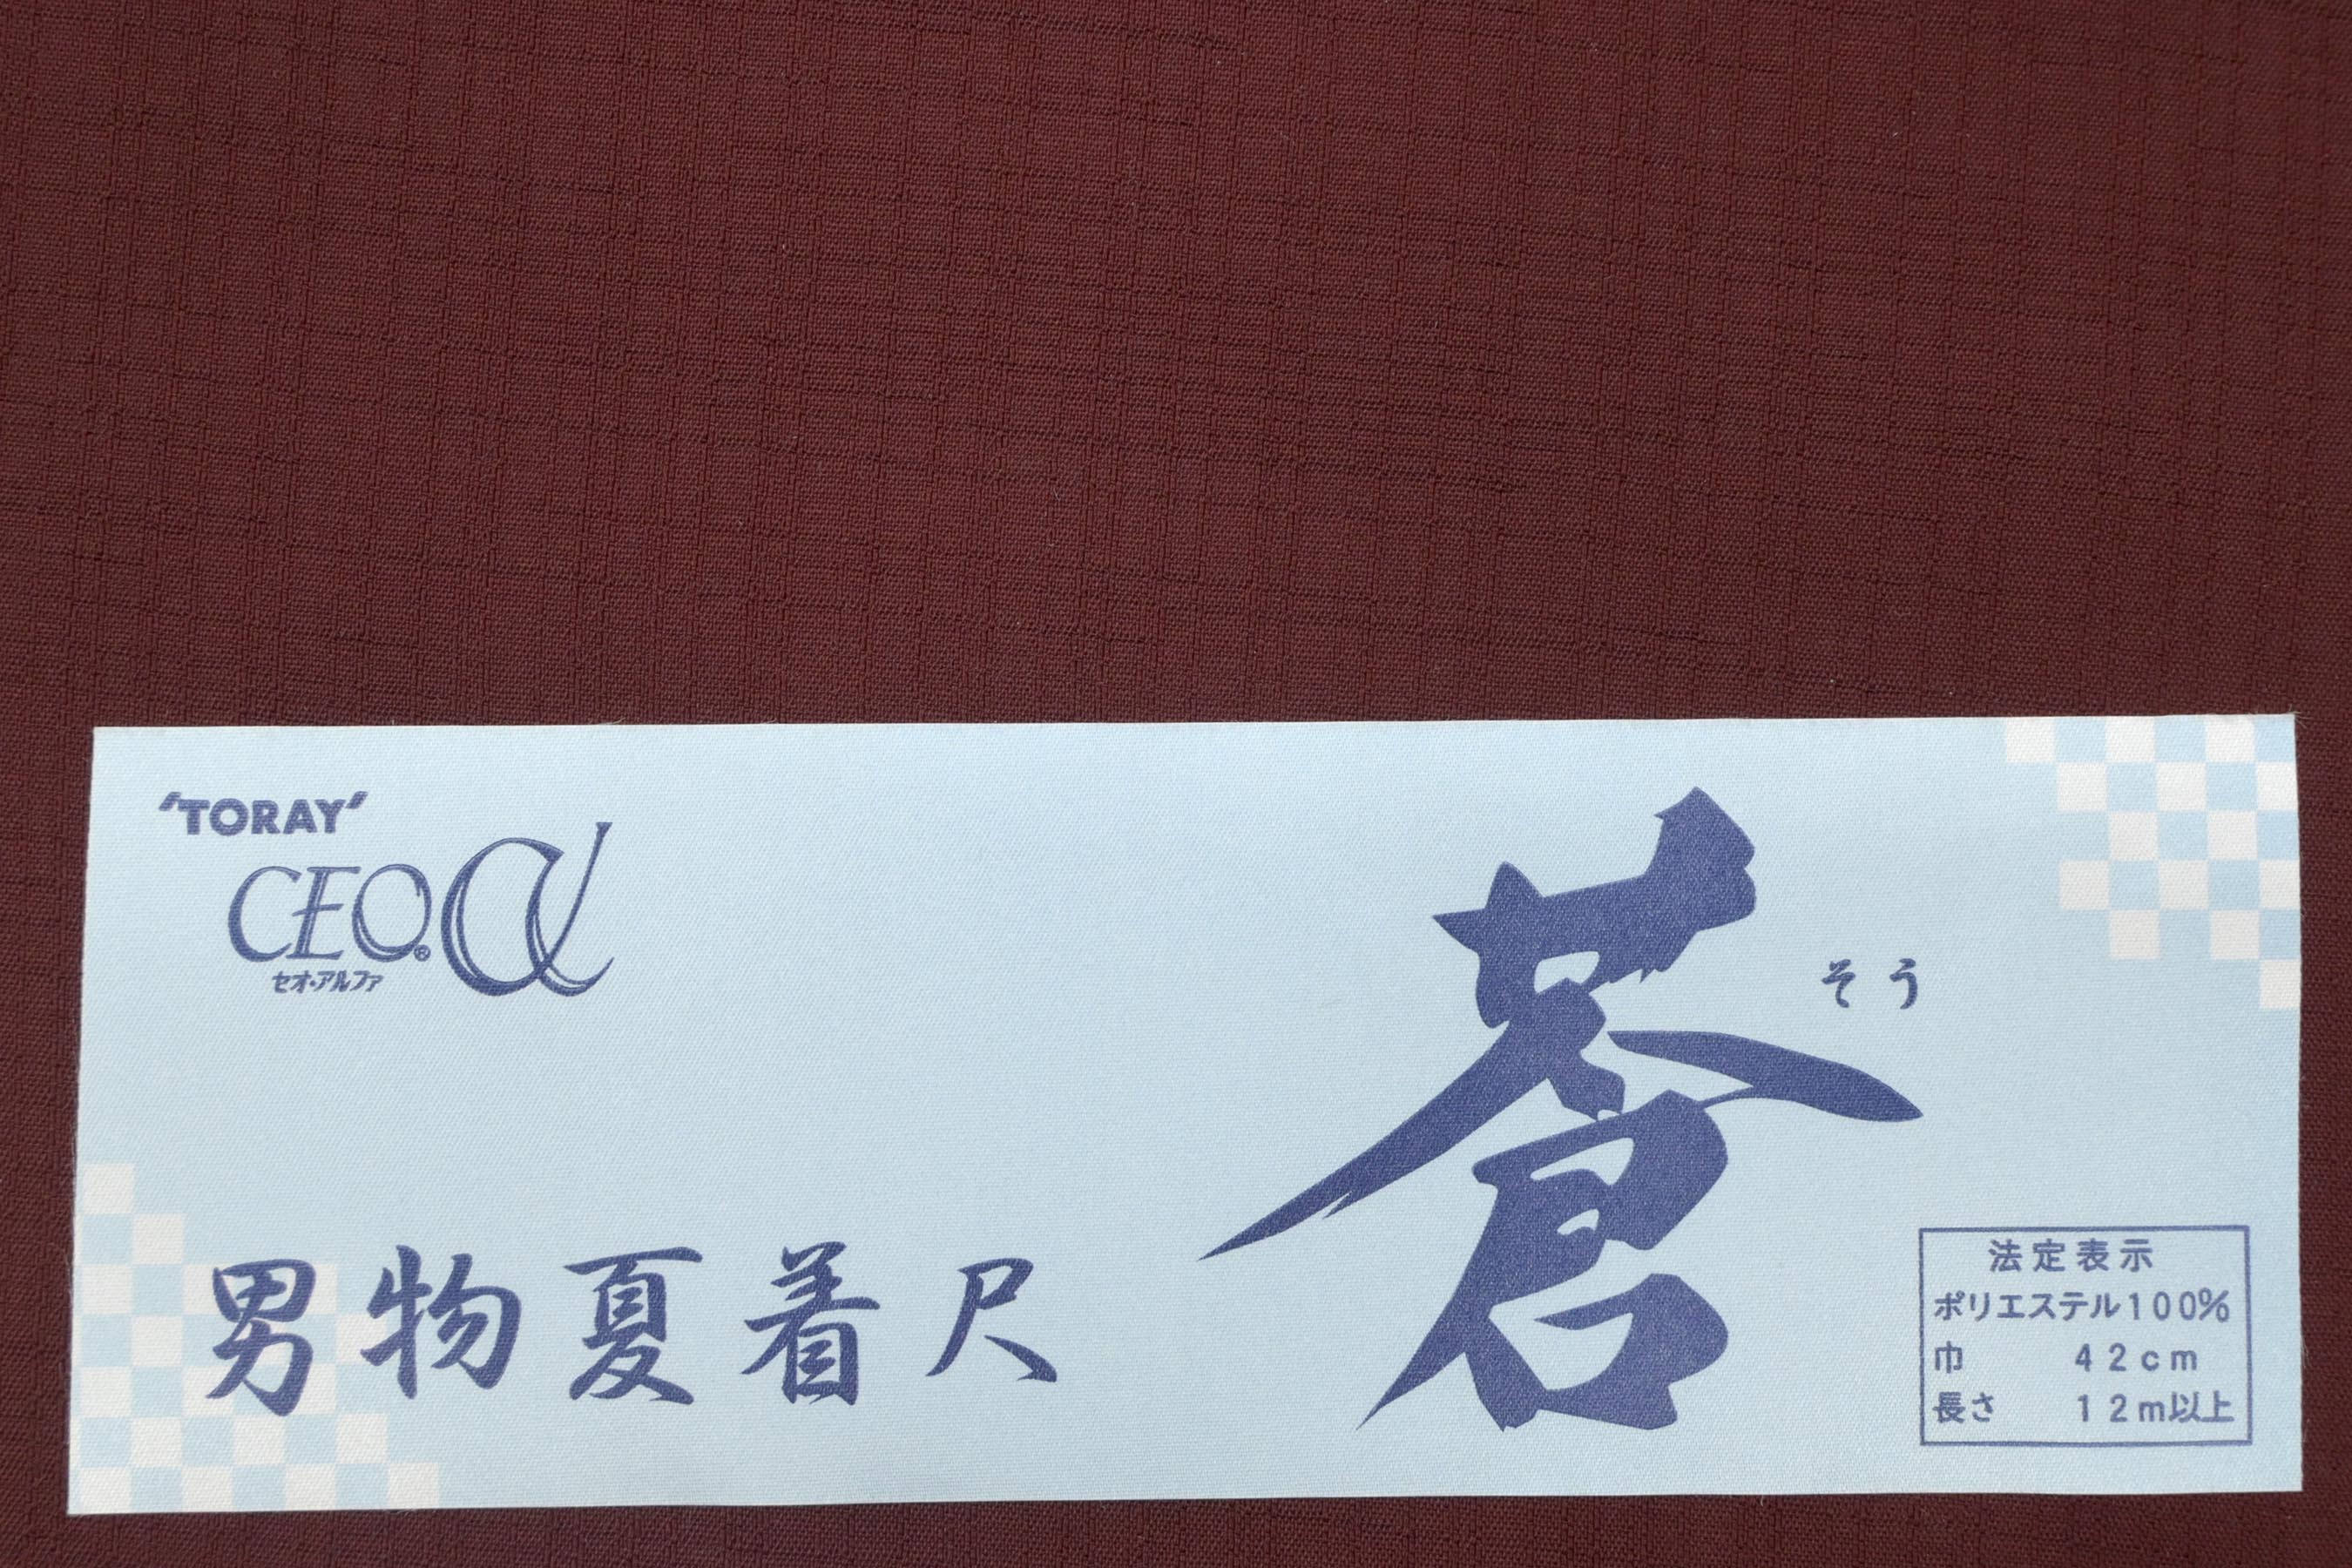 "TORAY"
CEO®α
セオ・アルファ
蒼
そう
男物夏着尺
法定表示
ポリエステル100%
巾 42cm
長さ 12m以上